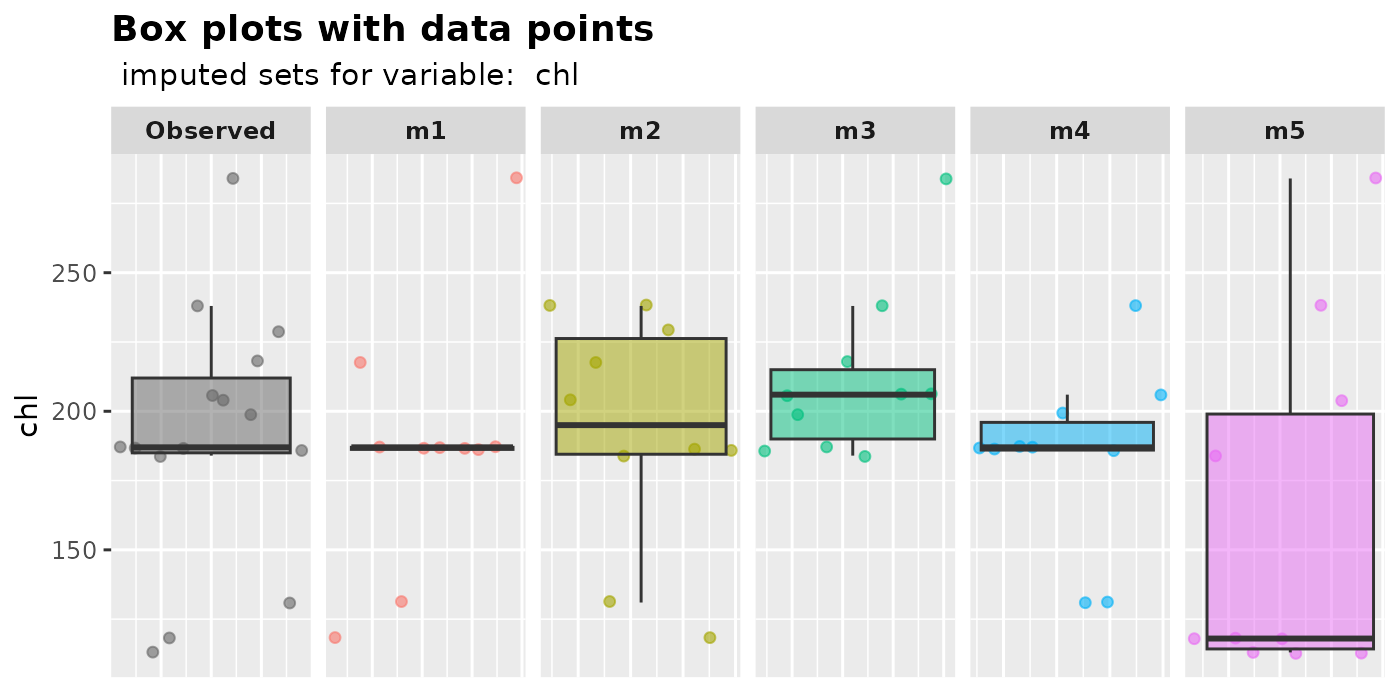 Box plots with data points
imputed sets for variable:  chl
Observed m1 m2 m3 m4 m5
250
200
150
chl